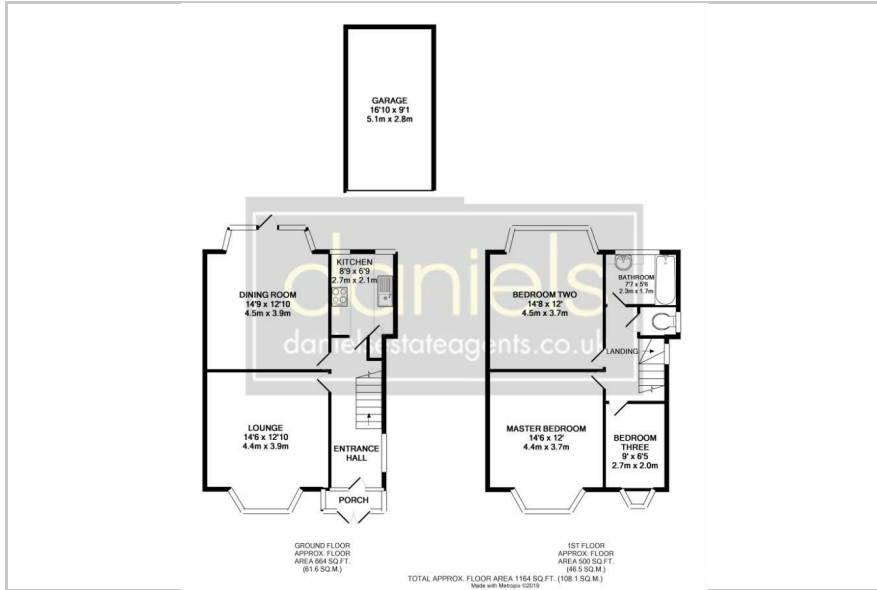 GARAGE
16'10 x 9'1
5.1m x 2.8m
daniels
danielsestateagents.co.uk
KITCHEN
8'9 x 6'9
2.7m x 2.1m
DINING ROOM
14'9 x 12'10
4.5m x 3.9m
LOUNGE
14'6 x 12'10
4.4m x 3.9m
ENTRANCE
HALL
PORCH
BATHROOM
7'7 x 5'6
2.3m x 1.7m
BEDROOM TWO
14'8 x 12'
4.5m x 3.7m
LANDING
MASTER BEDROOM
14'6 x 12'
4.4m x 3.7m
BEDROOM
THREE
9' x 6'5
2.7m x 2.0m
GROUND FLOOR
APPROX. FLOOR
AREA 664 SQ.FT.
(61.6 SQ.M.)
1ST FLOOR
APPROX. FLOOR
AREA 500 SQ.FT.
(46.5 SQ.M.)
TOTAL APPROX. FLOOR AREA 1164 SQ.FT. (108.1 SQ.M.)
Made with Metropix ©2019